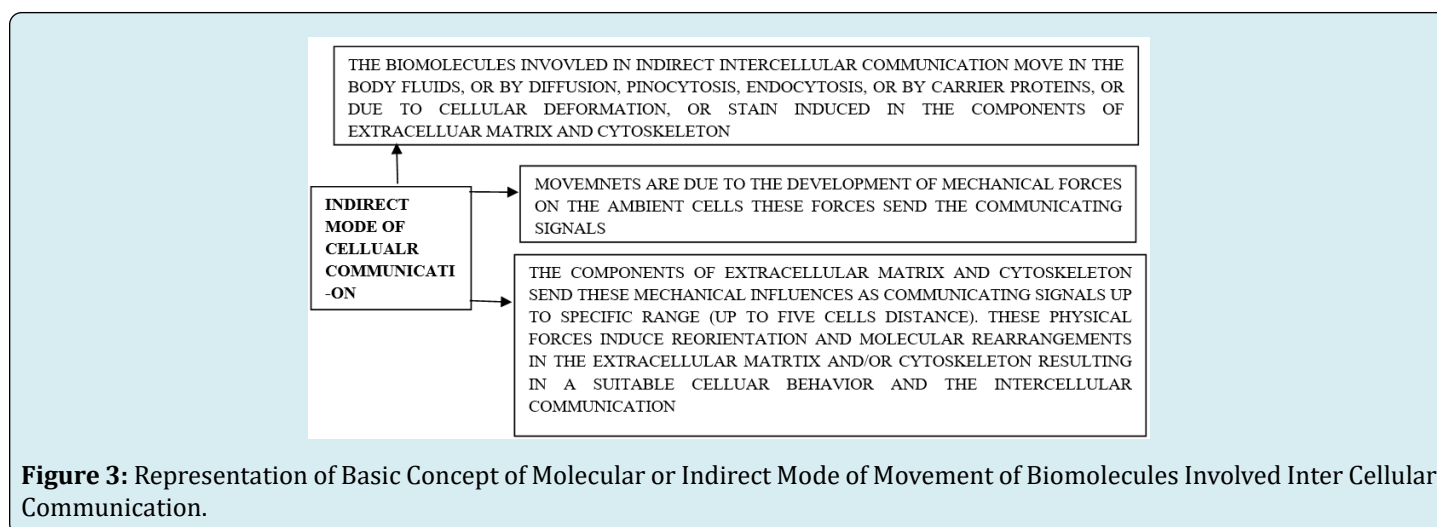 THE BIOMOLECULES INVOVLED IN INDIRECT INTERCELLULAR COMMUNICATION MOVE IN THE
BODY FLUIDS, OR BY DIFFUSION, PINOCYTOSIS, ENDOCYTOSIS, OR BY CARRIER PROTEINS, OR
DUE TO CELLULAR DEFORMATION, OR STAIN INDUCED IN THE COMPONENTS OF
EXTRACELLUAR MATRIX AND CYTOSKELETON
INDIRECT
MODE OF
CELLUALR
COMMUNICATI
-ON
MOVEMNETS ARE DUE TO THE DEVELOPMENT OF MECHANICAL FORCES
ON THE AMBIENT CELLS THESE FORCES SEND THE COMMUNICATING
SIGNALS
THE COMPONENTS OF EXTRACELLULAR MATRIX AND CYTOSKELETON
SEND THESE MECHANICAL INFLUENCES AS COMMUNICATING SIGNALS UP
TO SPECIFIC RANGE (UP TO FIVE CELLS DISTANCE). THESE PHYSICAL
FORCES INDUCE REORIENTATION AND MOLECULAR REARRANGEMENTS
IN THE EXTRACELLULAR MATRTIX AND/OR CYTOSKELETON RESULTING
IN A SUITABLE CELLUAR BEHAVIOR AND THE INTERCELLULAR
COMMUNICATION
Figure 3: Representation of Basic Concept of Molecular or Indirect Mode of Movement of Biomolecules Involved Inter Cellular
Communication.